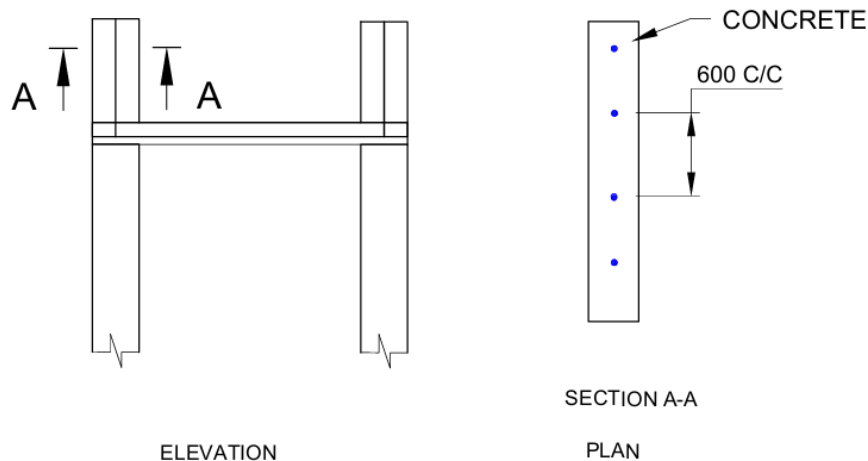 CONCRETE
600 C/C
A
A
SECTION A-A
ELEVATION
PLAN